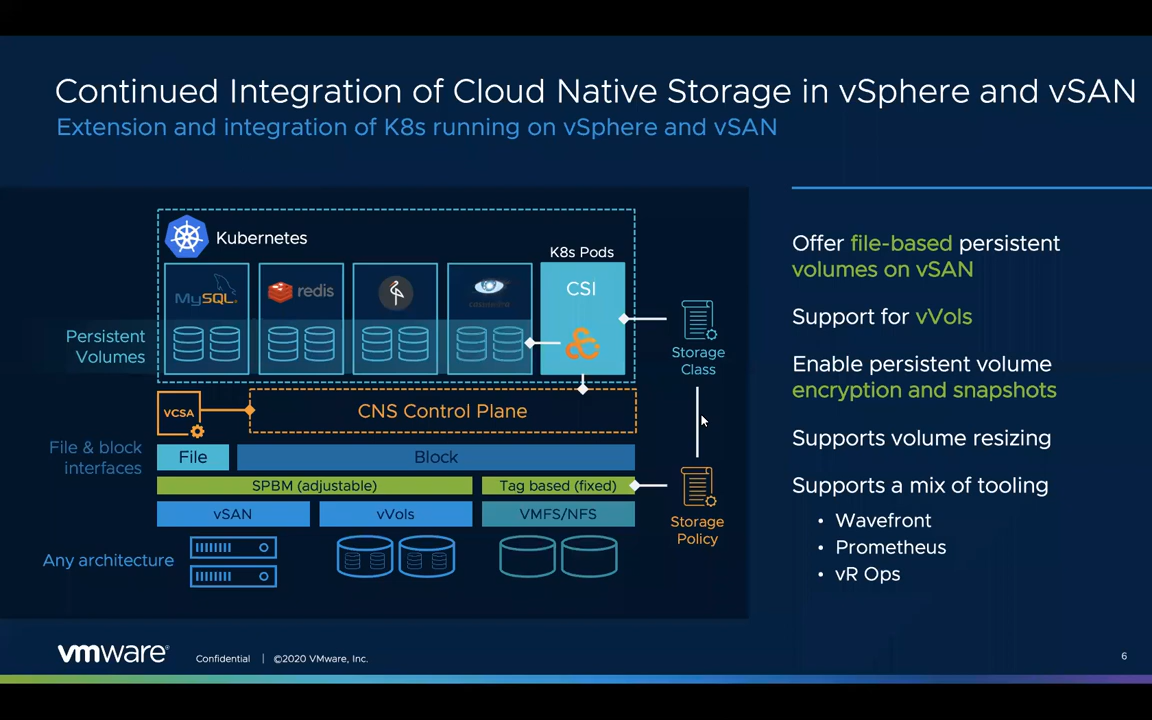 Continued Integration of Cloud Native Storage in vSphere and vSAN
Extension and integration of K8s running on vSphere and vSAN
Kubernetes
K8s Pods
MySQL
redis
cassandra
CSI
Persistent
Volumes
Storage
Class
VCSA
CNS Control Plane
File & block
interfaces
File
Block
SPBM (adjustable)
Tag based (fixed)
vSAN
vVols
VMFS/NFS
Storage
Policy
Any architecture
Offer file-based persistent
volumes on vSAN
Support for vVols
Enable persistent volume
encryption and snapshots
Supports volume resizing
Supports a mix of tooling
• Wavefront
• Prometheus
• vR Ops
vmware®
Confidential | ©2020 VMware, Inc.
6